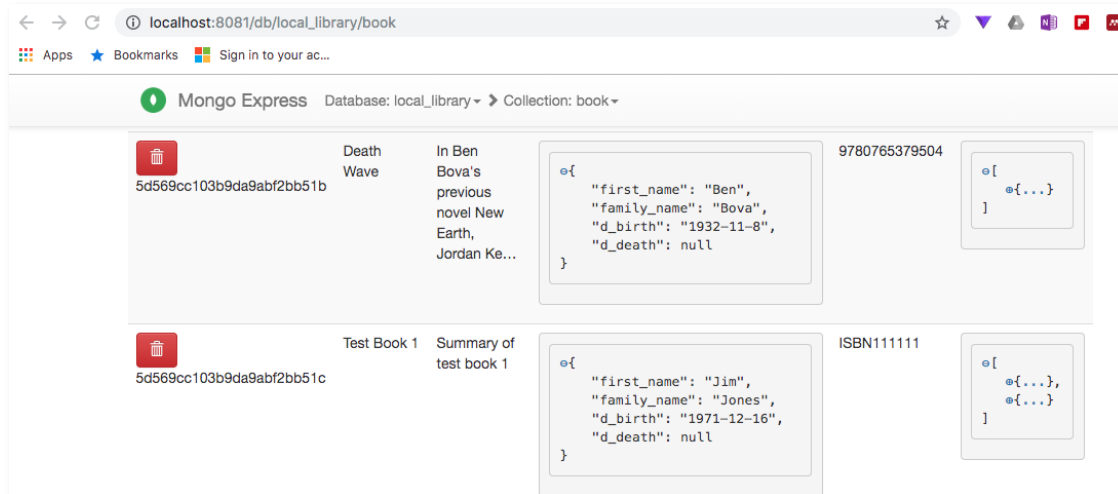 localhost:8081/db/local_library/book
Apps Bookmarks Sign in to your ac...
Mongo Express Database: local_library Collection: book
5d569cc103b9da9abf2bb51b
Death
Wave
In Ben
Bova's
previous
novel New
Earth,
Jordan Ke...
{
"first_name": "Ben",
"family_name": "Bova",
"d_birth": "1932-11-8",
"d_death": null
}
9780765379504
[
{...}
]
5d569cc103b9da9abf2bb51c
Test Book 1
Summary of
test book 1
{
"first_name": "Jim",
"family_name": "Jones",
"d_birth": "1971-12-16",
"d_death": null
}
ISBN111111
[
{...},
{...}
]